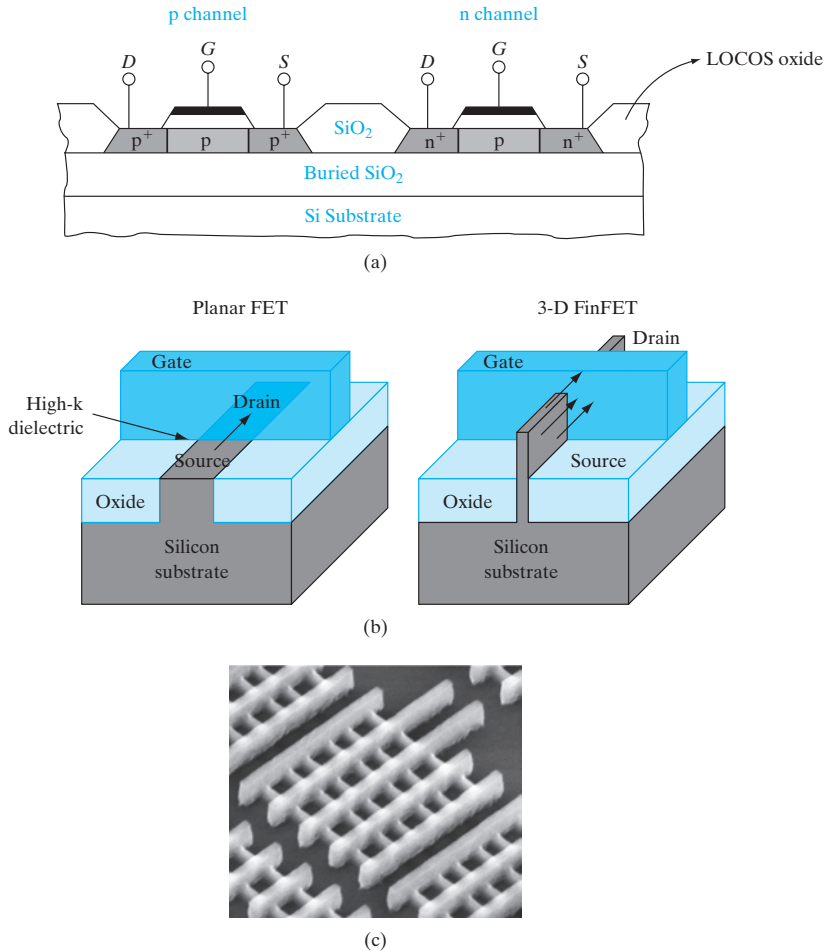 p channel
n channel
D
G
S
D
G
S
LOCOS oxide
SiO₂
p⁺
p
p⁺
n⁺
p
n⁺
Buried SiO₂
Si Substrate
(a)
Planar FET
3-D FinFET
Drain
Gate
Gate
High-k
dielectric
Drain
Source
Source
Oxide
Oxide
Silicon
substrate
Silicon
substrate
(b)
(c)